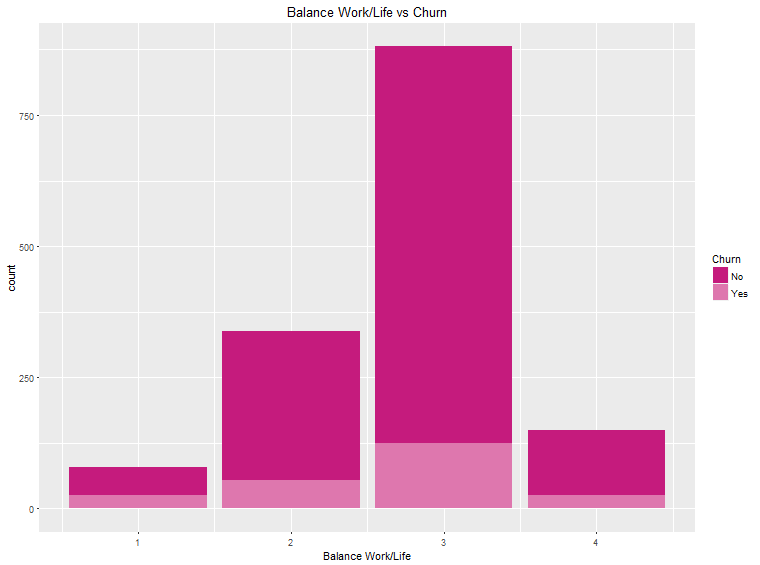 Balance Work/Life vs Churn
750
500
250
0
count
1
2
3
4
Balance Work/Life
Churn
No
Yes